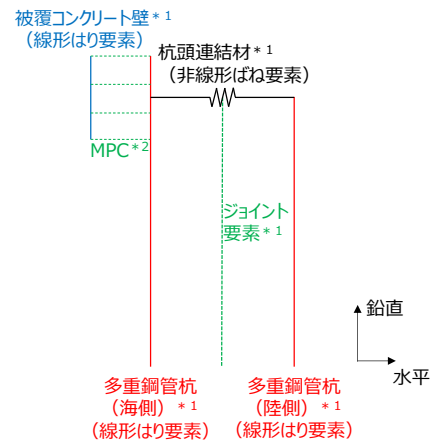 被覆コンクリート壁*1
（線形はり要素）
杭頭連結材*1
（非線形ばね要素）
MPC*2
ジョイント
要素*1
鉛直
水平
多重鋼管杭
（海側）*1
（線形はり要素）
多重鋼管杭
（陸側）*1
（線形はり要素）